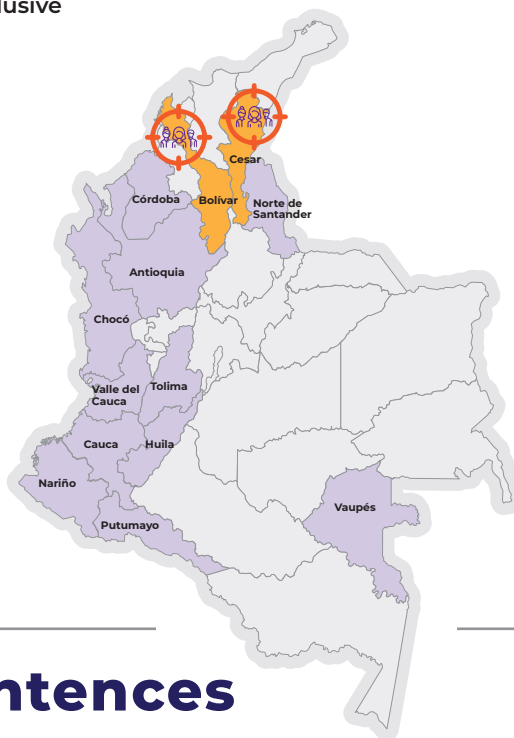 lusive
Cesar
Córdoba
Bolívar
Norte de
Santander
Antioquia
Chocó
Valle del
Cauca
Tolima
Cauca
Huila
Nariño
Vaupés
Putumayo
ntences